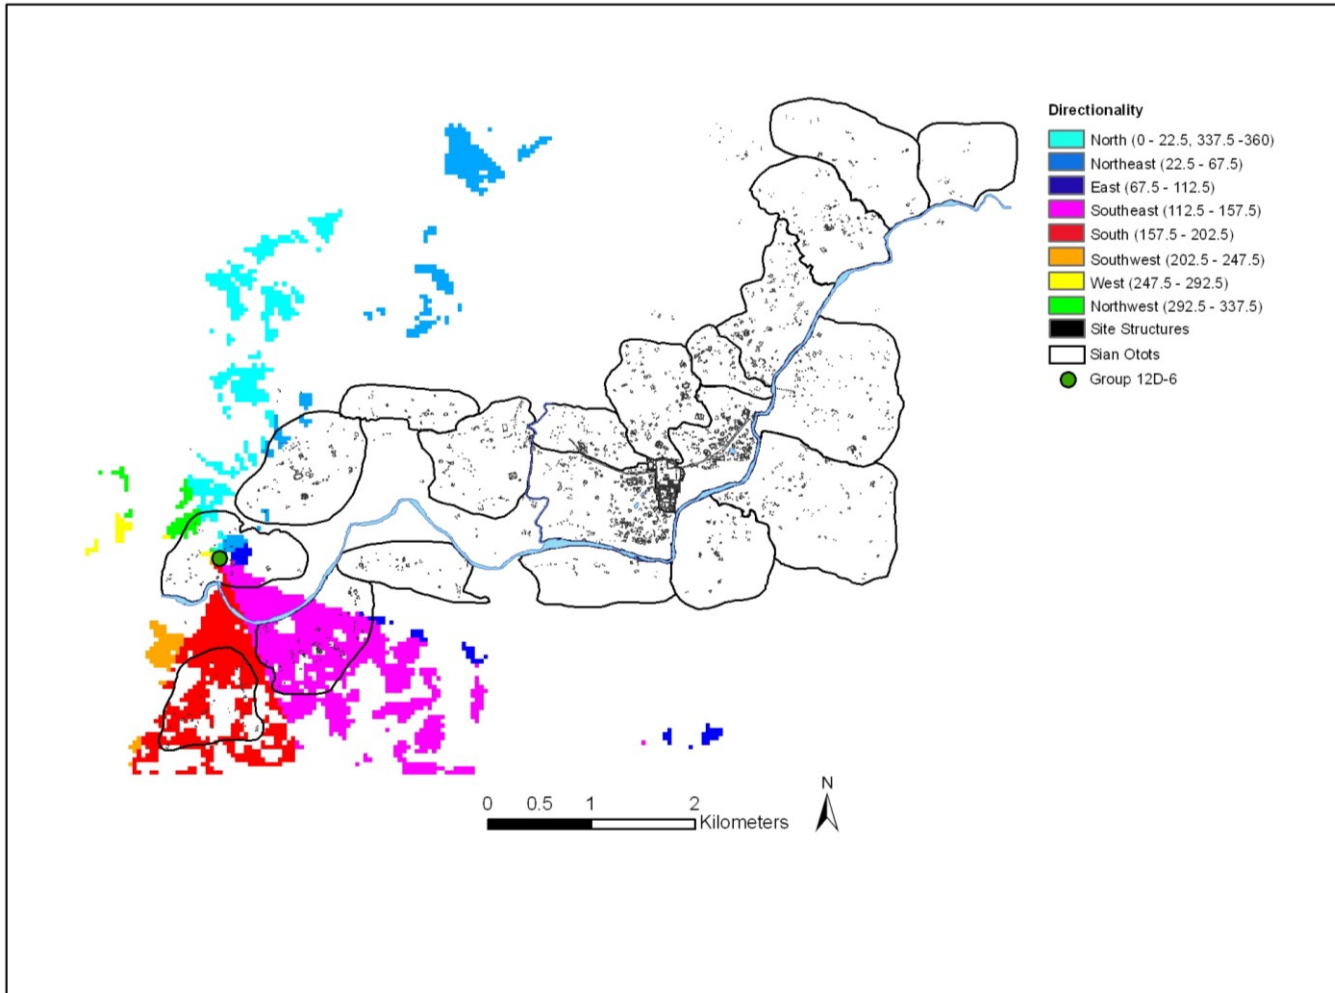 Directionality
North (0 - 22.5, 337.5 -360)
Northeast (22.5 - 67.5)
East (67.5 - 112.5)
Southeast (112.5 - 157.5)
South (157.5 - 202.5)
Southwest (202.5 - 247.5)
West (247.5 - 292.5)
Northwest (292.5 - 337.5)
Site Structures
Sian Otots
Group 12D-6
N
0 0.5 1 2
Kilometers